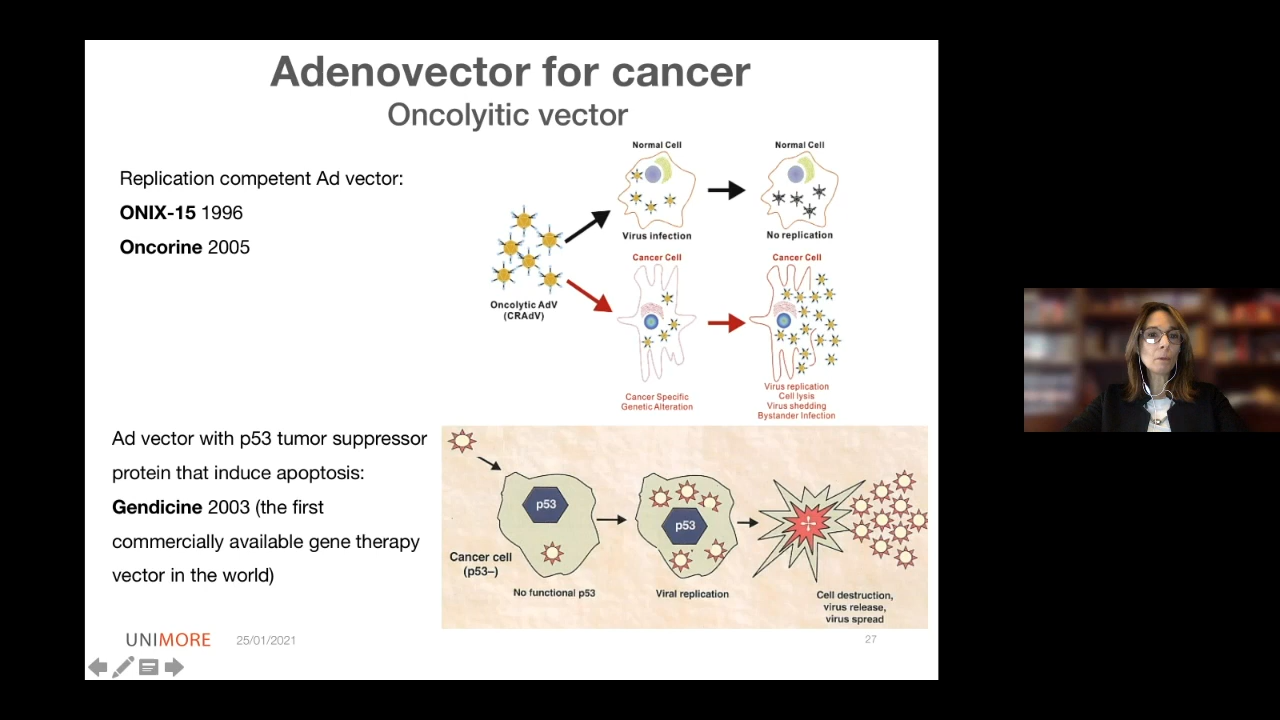 Adenovector for cancer
Oncolyitic vector
Replication competent Ad vector:
ONIX-15 1996
Oncorine 2005
Normal Cell
Normal Cell
Virus infection
No replication
Cancer Cell
Cancer Cell
Oncolytic AdV
(CRAdV)
Cancer Specific
Genetic Alteration
Virus replication
Cell lysis
Virus shedding
Bystander Infection
Ad vector with p53 tumor suppressor
protein that induce apoptosis:
Gendicine 2003 (the first
commercially available gene therapy
vector in the world)
p53
p53
Cancer cell
(p53–)
No functional p53
Viral replication
Cell destruction,
virus release,
virus spread
UNIMORE
25/01/2021
27